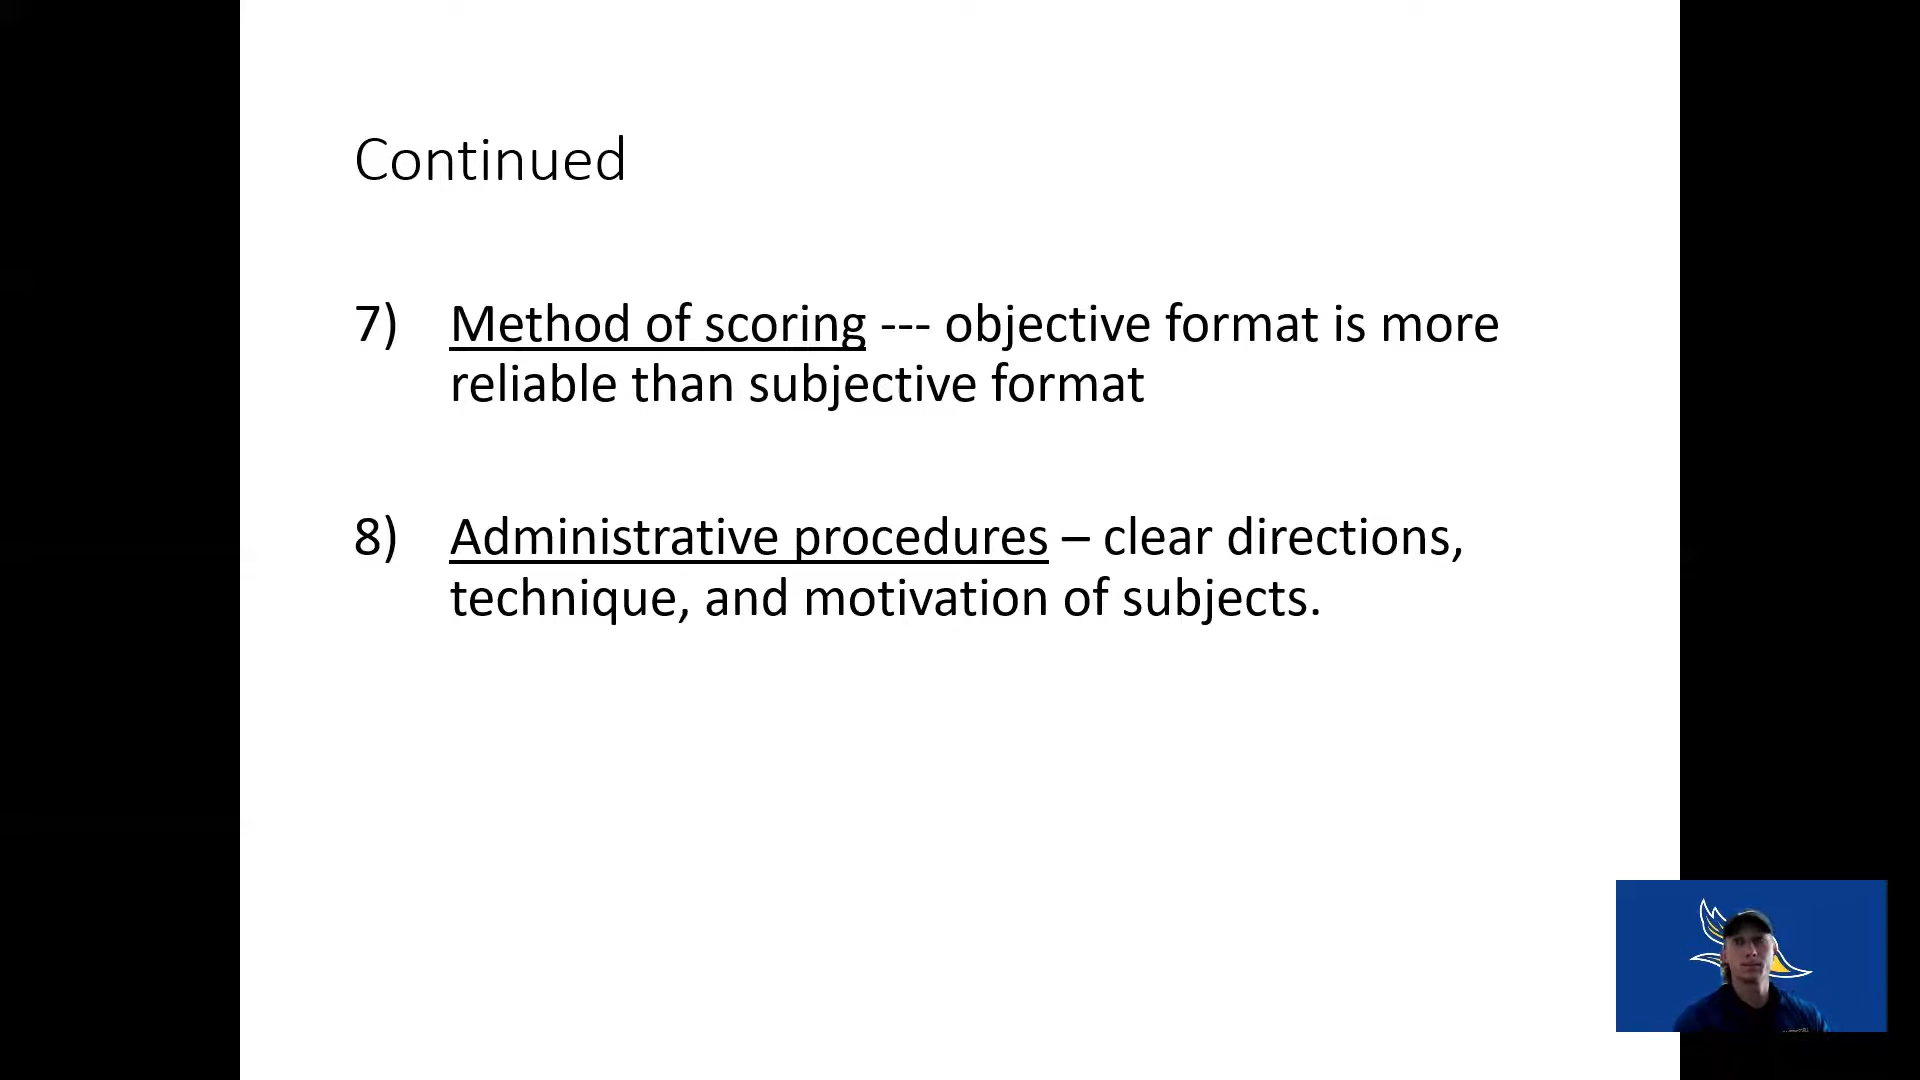 Continued
7) Method of scoring --- objective format is more
reliable than subjective format
8) Administrative procedures – clear directions,
technique, and motivation of subjects.